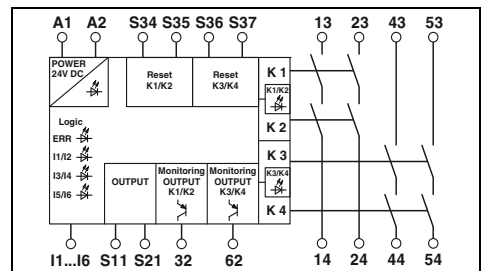 A1 A2 S34 S35 S36 S37 13 23 43 53
POWER
24V DC
Reset
K1/K2
Reset
K3/K4
K 1
K1/K2
K 2
Logic
ERR
I1/I2
I3/I4
I5/I6
OUTPUT
Monitoring
OUTPUT
K1/K2
Monitoring
OUTPUT
K3/K4
K 3
K3/K4
K 4
I1...I6 S11 S21 32 62 14 24 44 54